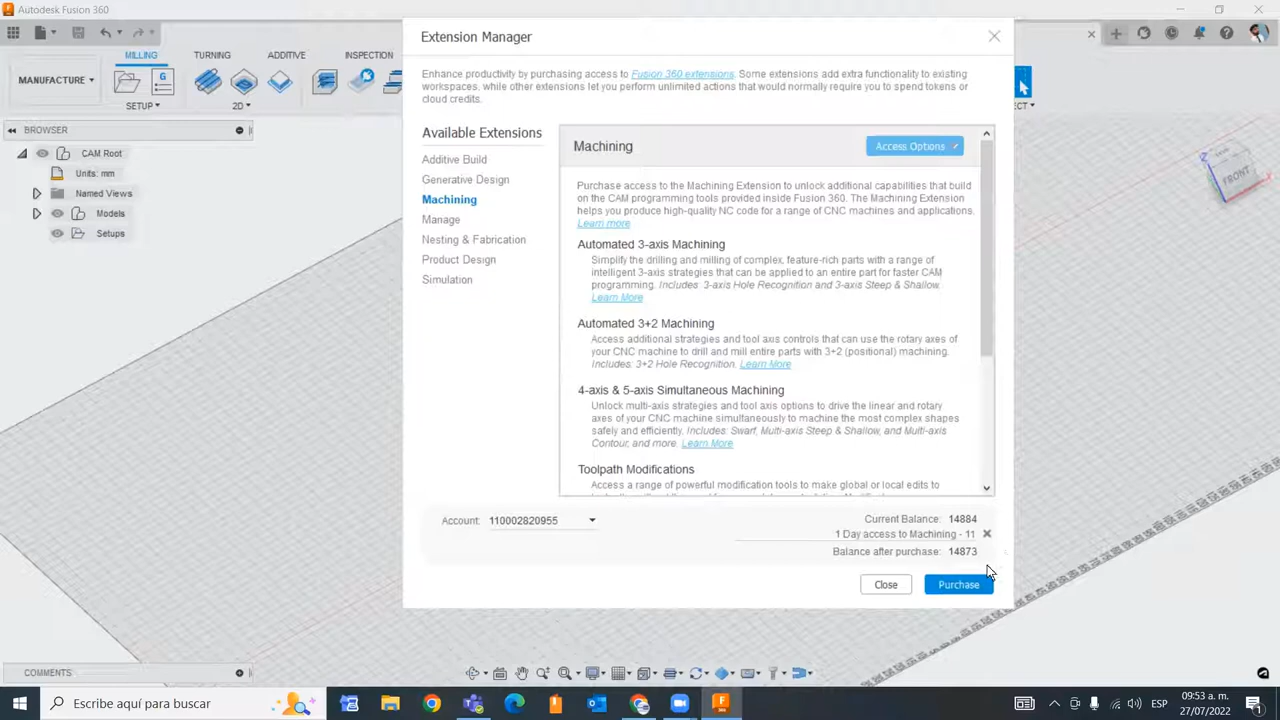 Autodesk Fusion 360
Extension Manager
MILLING TURNING ADDITIVE INSPECTION
MANUFACTURE
SETUP 2D
Enhance productivity by purchasing access to Fusion 360 extensions. Some extensions add extra functionality to existing
workspaces, while other extensions let you perform unlimited actions that would normally require you to spend tokens or
cloud credits.
BROWSER
CAM Root
Units: mm
Named Views
Models
Setups
Available Extensions
Additive Build
Generative Design
Machining
Manage
Nesting & Fabrication
Product Design
Simulation
Machining
Access Options
Purchase access to the Machining Extension to unlock additional capabilities that build
on the CAM programming tools provided inside Fusion 360. The Machining Extension
helps you produce high-quality NC code for a range of CNC machines and applications.
Learn more
Automated 3-axis Machining
Simplify the drilling and milling of complex, feature-rich parts with a range of
intelligent 3-axis strategies that can be applied to an entire part for faster CAM
programming. Includes: 3-axis Hole Recognition and 3-axis Steep & Shallow.
Learn More
Automated 3+2 Machining
Access additional strategies and tool axis controls that can use the rotary axes of
your CNC machine to drill and mill entire parts with 3+2 (positional) machining.
Includes: 3+2 Hole Recognition. Learn More
4-axis & 5-axis Simultaneous Machining
Unlock multi-axis strategies and tool axis options to drive the linear and rotary
axes of your CNC machine simultaneously to machine the most complex shapes
safely and efficiently. Includes: Swarf, Multi-axis Steep & Shallow, and Multi-axis
Contour, and more. Learn More
Toolpath Modifications
Access a range of powerful modification tools to make global or local edits to
Account: 110002820955
Current Balance: 14884
1 Day access to Machining - 11
Balance after purchase: 14873
Close Purchase
FRONT
Z
COMMENTS
Escribe aquí para buscar
ESP
09:53 a. m.
27/07/2022